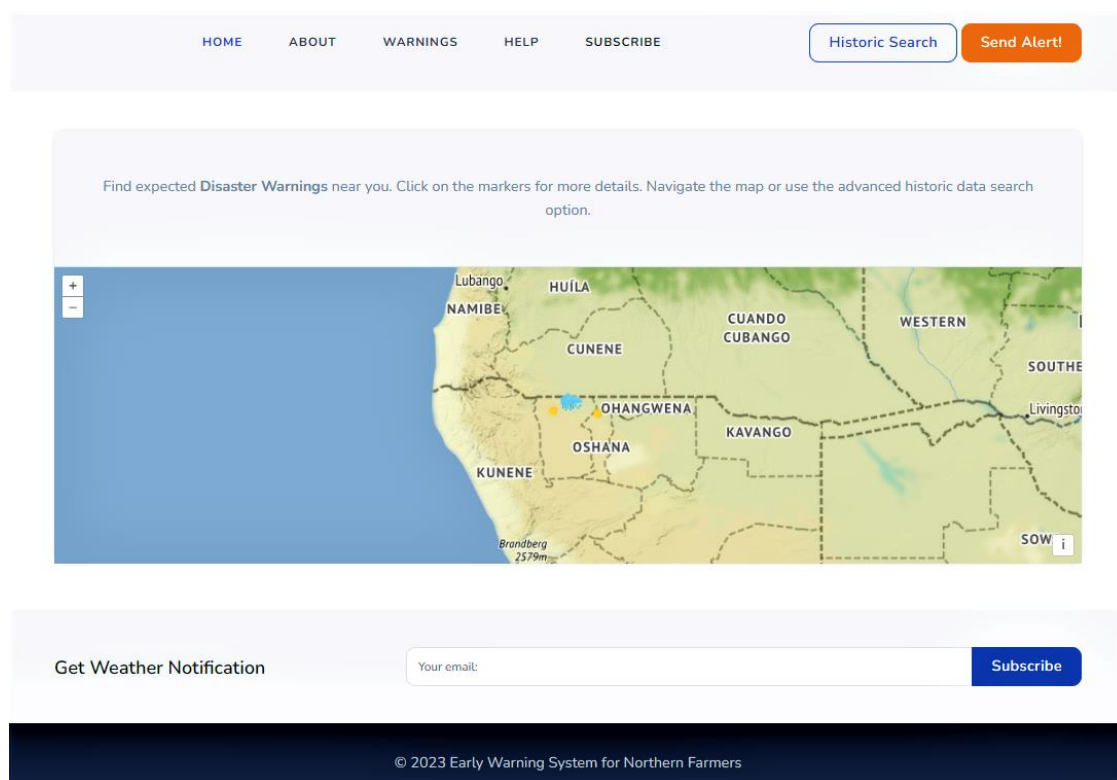 HOME ABOUT WARNINGS HELP SUBSCRIBE Historic Search Send Alert!
Find expected Disaster Warnings near you. Click on the markers for more details. Navigate the map or use the advanced historic data search
option.
+
−
Lubango
HUÍLA
NAMIBE
CUANDO
CUBANGO
WESTERN
CUNENE
SOUTHE
OHANGWENA
Livingsto
KAVANGO
OSHANA
KUNENE
Brandberg
2579m
SOW
i
Get Weather Notification Your email: Subscribe
© 2023 Early Warning System for Northern Farmers